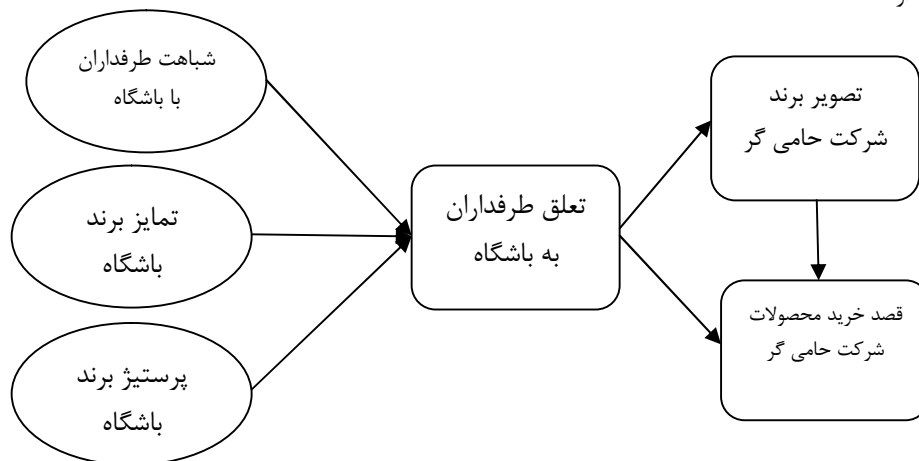 شباهت طرفداران
با باشگاه
تمایز برند
باشگاه
پرستیژ برند
باشگاه
تعلق طرفداران
به باشگاه
تصویر برند
شرکت حامی گر
قصد خرید محصولات
شرکت حامی گر